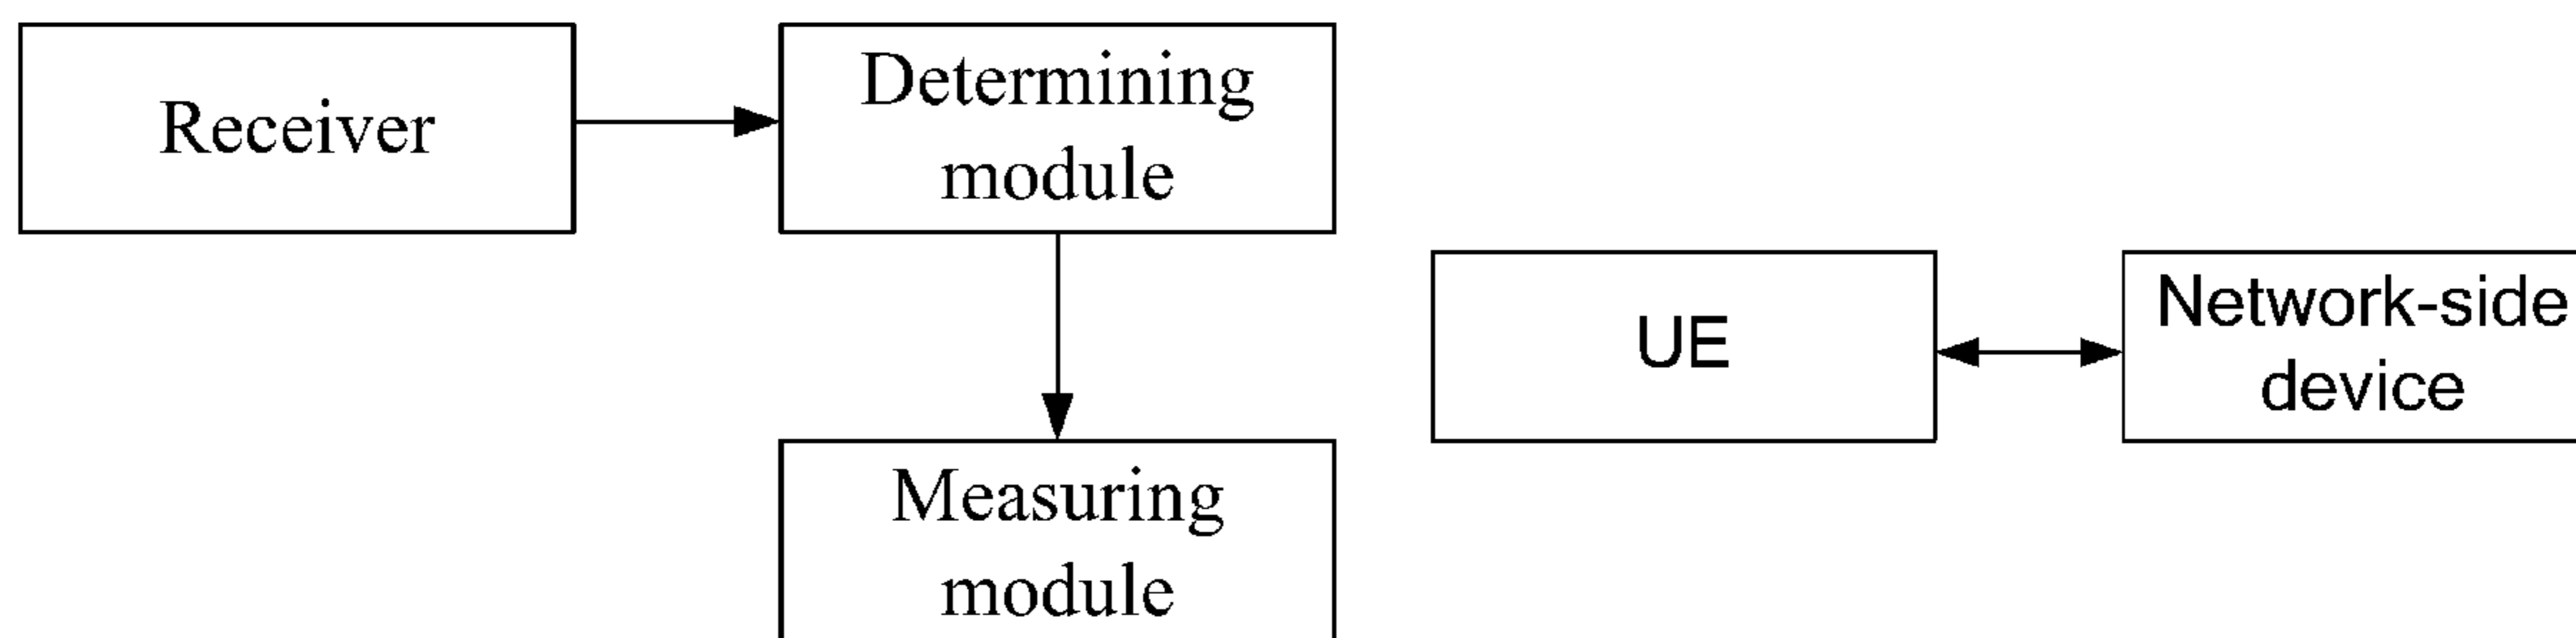 Receiver
Determining
module
Measuring
module
UE
Network-side
device